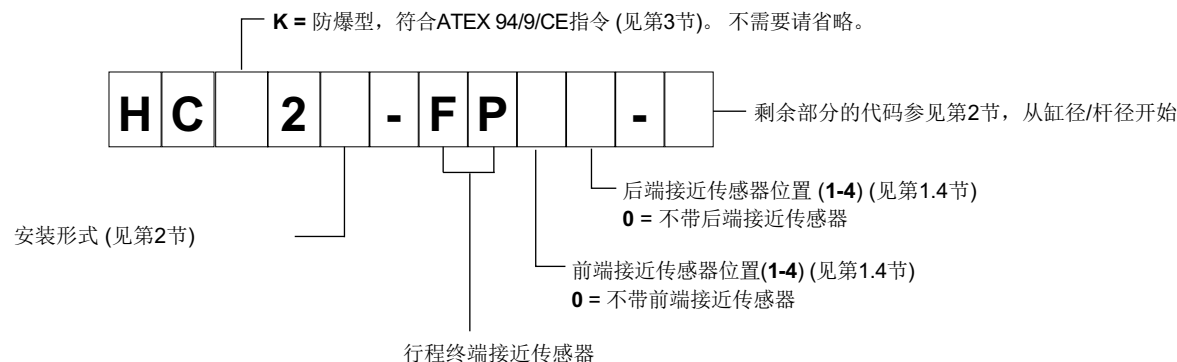 K = 防爆型，符合ATEX 94/9/CE指令 (见第3节)。 不需要请省略。
H C 2 - F P -
剩余部分的代码参见第2节，从缸径/杆径开始
后端接近传感器位置 (1-4) (见第1.4节)
0 = 不带后端接近传感器
安装形式 (见第2节)
前端接近传感器位置(1-4) (见第1.4节)
0 = 不带前端接近传感器
行程终端接近传感器